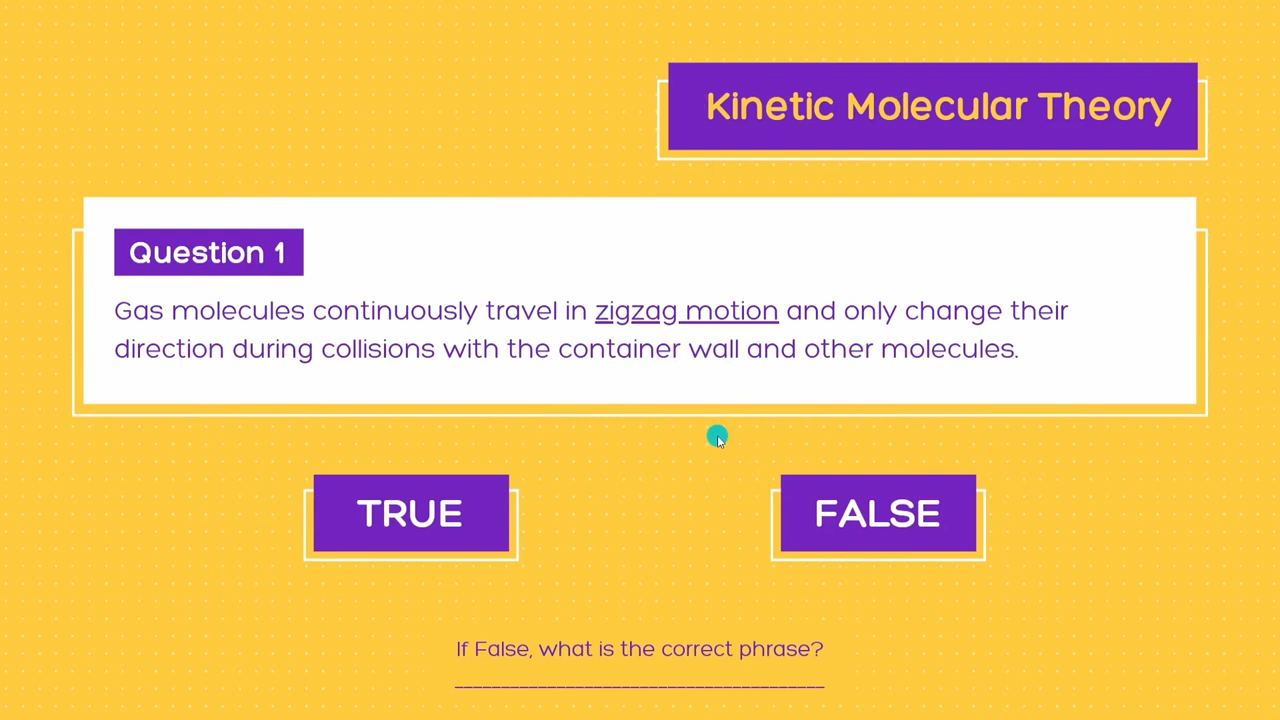 Kinetic Molecular Theory
Question 1
Gas molecules continuously travel in zigzag motion and only change their
direction during collisions with the container wall and other molecules.
TRUE
FALSE
If False, what is the correct phrase?